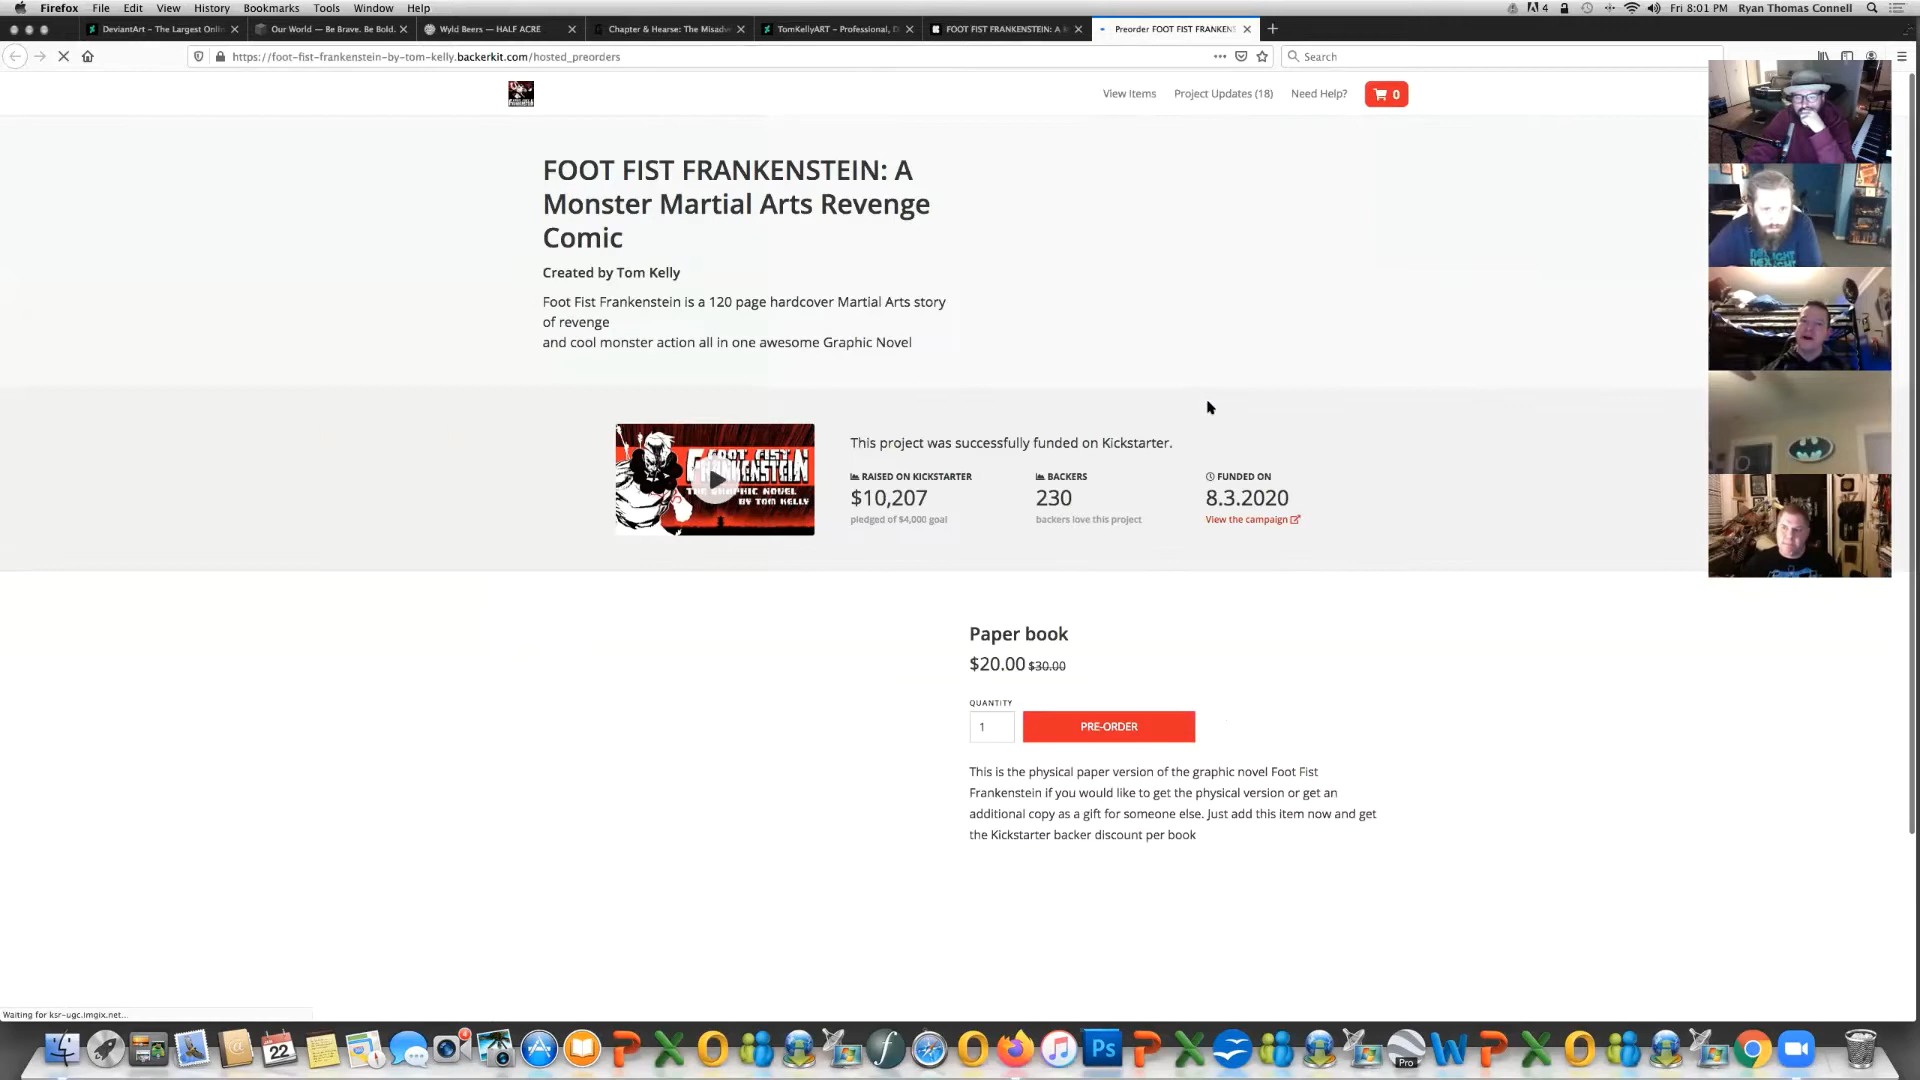 Firefox File Edit View History Bookmarks Tools Window Help
4 Fri 8:01 PM Ryan Thomas Connell
DeviantArt – The Largest Onli
Our World — Be Brave. Be Bold.
Wyld Beers — HALF ACRE
Chapter & Hearse: The Misadv
TomKellyART – Professional, D
FOOT FIST FRANKENSTEIN: A
Preorder FOOT FIST FRANKENS
https://foot-fist-frankenstein-by-tom-kelly.backerkit.com/hosted_preorders
Search
View Items
Project Updates (18)
Need Help?
0
FOOT FIST FRANKENSTEIN: A
Monster Martial Arts Revenge
Comic
Created by Tom Kelly
Foot Fist Frankenstein is a 120 page hardcover Martial Arts story
of revenge
and cool monster action all in one awesome Graphic Novel
FOOT FIST
FRANKENSTEIN
THE GRAPHIC NOVEL
BY TOM KELLY
This project was successfully funded on Kickstarter.
RAISED ON KICKSTARTER
$10,207
pledged of $4,000 goal
BACKERS
230
backers love this project
FUNDED ON
8.3.2020
View the campaign
Paper book
$20.00 $30.00
QUANTITY
1
PRE-ORDER
This is the physical paper version of the graphic novel Foot Fist
Frankenstein if you would like to get the physical version or get an
additional copy as a gift for someone else. Just add this item now and get
the Kickstarter backer discount per book
Waiting for ksr-ugc.imgix.net...
22
4
Ps
Pro